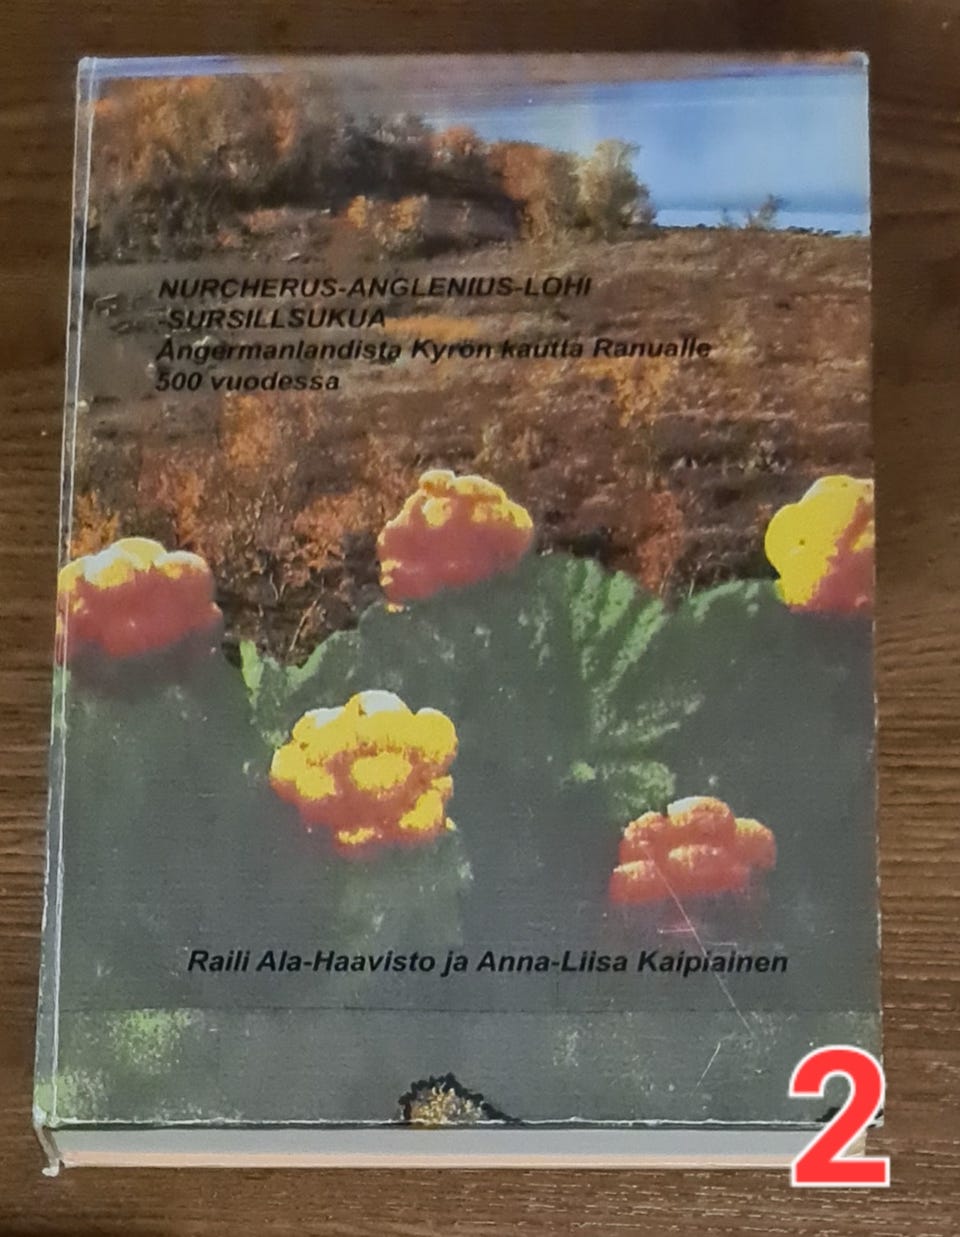 NURCHERUS-ANGLENIUS-LOHI
-SURSILLSUKUA
Ångermanlandista Kyrön kautta Ranualle
500 vuodessa
Raili Ala-Haavisto ja Anna-Liisa Kaipiainen
2